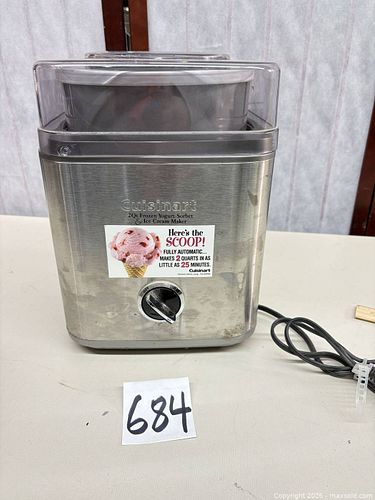 Cuisinart
2Qt Frozen Yogurt-Sorbet
& Ice Cream Maker
Here's the
SCOOP!
FULLY AUTOMATIC...
MAKES 2 QUARTS IN AS
LITTLE AS 25 MINUTES.
Cuisinart
684
Copyright 2025 - maxsold.com